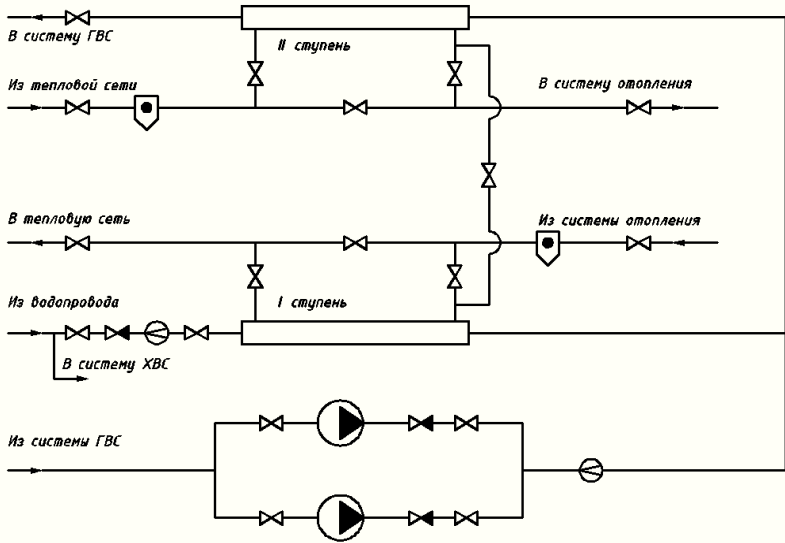 В систему ГВС
II ступень
Из тепловой сети
В систему отопления
В тепловую сеть
Из системы отопления
Из водопровода
I ступень
В систему ХВС
Из системы ГВС